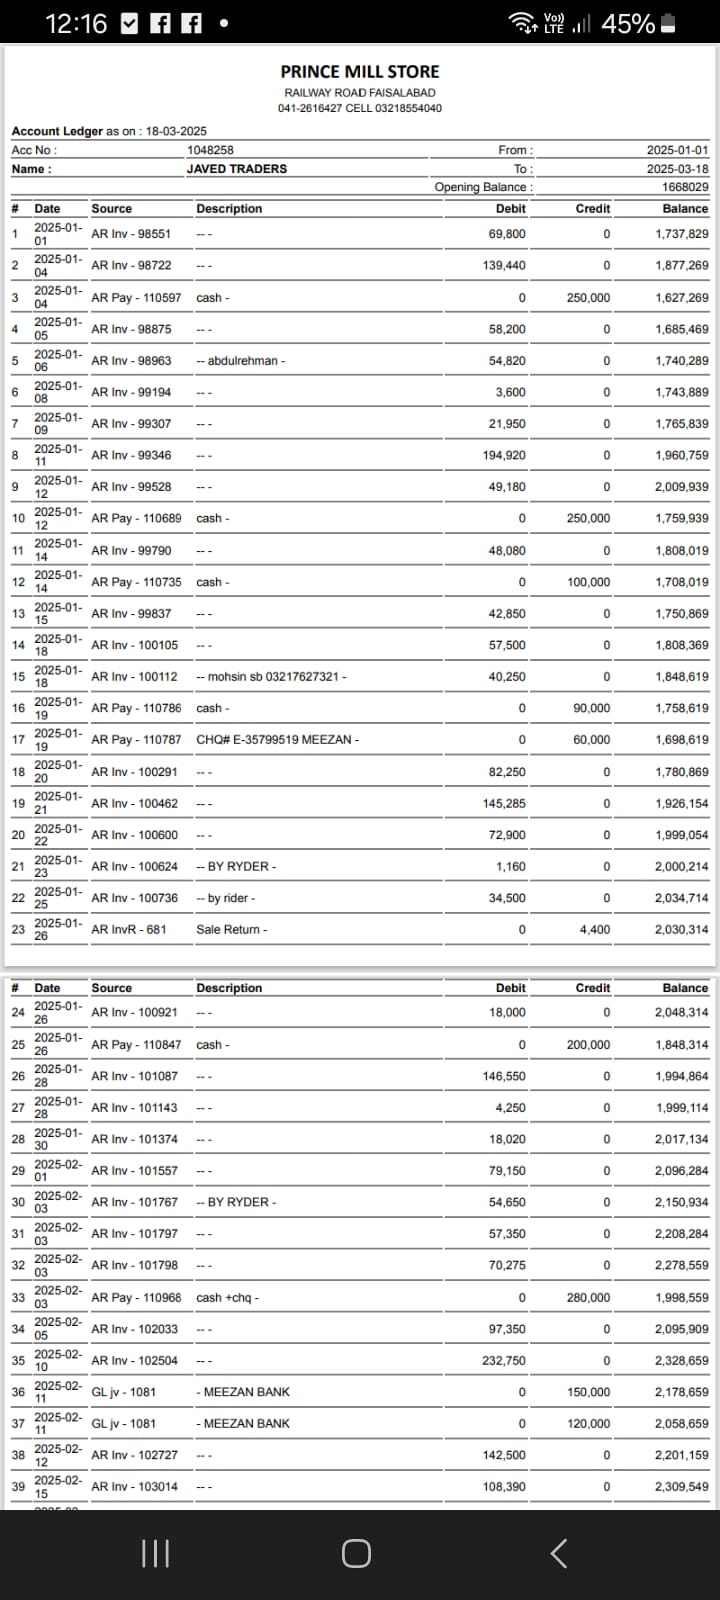 12:16 Vo)) LTE 45%
PRINCE MILL STORE
RAILWAY ROAD FAISALABAD
041-2616427 CELL 03218554040
Account Ledger as on : 18-03-2025
Acc No : 1048258 From : 2025-01-01
Name : JAVED TRADERS To : 2025-03-18
Opening Balance : 1668029
# Date Source Description Debit Credit Balance
1 2025-01-01 AR Inv - 98551 -- - 69,800 0 1,737,829
2 2025-01-04 AR Inv - 98722 -- - 139,440 0 1,877,269
3 2025-01-04 AR Pay - 110597 cash - 0 250,000 1,627,269
4 2025-01-05 AR Inv - 98875 -- - 58,200 0 1,685,469
5 2025-01-06 AR Inv - 98963 -- abdulrehman - 54,820 0 1,740,289
6 2025-01-08 AR Inv - 99194 -- - 3,600 0 1,743,889
7 2025-01-09 AR Inv - 99307 -- - 21,950 0 1,765,839
8 2025-01-11 AR Inv - 99346 -- - 194,920 0 1,960,759
9 2025-01-12 AR Inv - 99528 -- - 49,180 0 2,009,939
10 2025-01-12 AR Pay - 110689 cash - 0 250,000 1,759,939
11 2025-01-14 AR Inv - 99790 -- - 48,080 0 1,808,019
12 2025-01-14 AR Pay - 110735 cash - 0 100,000 1,708,019
13 2025-01-15 AR Inv - 99837 -- - 42,850 0 1,750,869
14 2025-01-18 AR Inv - 100105 -- - 57,500 0 1,808,369
15 2025-01-18 AR Inv - 100112 -- mohsin sb 03217627321 - 40,250 0 1,848,619
16 2025-01-19 AR Pay - 110786 cash - 0 90,000 1,758,619
17 2025-01-19 AR Pay - 110787 CHQ# E-35799519 MEEZAN - 0 60,000 1,698,619
18 2025-01-20 AR Inv - 100291 -- - 82,250 0 1,780,869
19 2025-01-21 AR Inv - 100462 -- - 145,285 0 1,926,154
20 2025-01-22 AR Inv - 100600 -- - 72,900 0 1,999,054
21 2025-01-23 AR Inv - 100624 -- BY RYDER - 1,160 0 2,000,214
22 2025-01-25 AR Inv - 100736 -- by rider - 34,500 0 2,034,714
23 2025-01-26 AR InvR - 681 Sale Return - 0 4,400 2,030,314
# Date Source Description Debit Credit Balance
24 2025-01-26 AR Inv - 100921 -- - 18,000 0 2,048,314
25 2025-01-26 AR Pay - 110847 cash - 0 200,000 1,848,314
26 2025-01-28 AR Inv - 101087 -- - 146,550 0 1,994,864
27 2025-01-28 AR Inv - 101143 -- - 4,250 0 1,999,114
28 2025-01-30 AR Inv - 101374 -- - 18,020 0 2,017,134
29 2025-02-01 AR Inv - 101557 -- - 79,150 0 2,096,284
30 2025-02-03 AR Inv - 101767 -- BY RYDER - 54,650 0 2,150,934
31 2025-02-03 AR Inv - 101797 -- - 57,350 0 2,208,284
32 2025-02-03 AR Inv - 101798 -- - 70,275 0 2,278,559
33 2025-02-03 AR Pay - 110968 cash +chq - 0 280,000 1,998,559
34 2025-02-05 AR Inv - 102033 -- - 97,350 0 2,095,909
35 2025-02-10 AR Inv - 102504 -- - 232,750 0 2,328,659
36 2025-02-11 GL jv - 1081 - MEEZAN BANK 0 150,000 2,178,659
37 2025-02-11 GL jv - 1081 - MEEZAN BANK 0 120,000 2,058,659
38 2025-02-12 AR Inv - 102727 -- - 142,500 0 2,201,159
39 2025-02-15 AR Inv - 103014 -- - 108,390 0 2,309,549